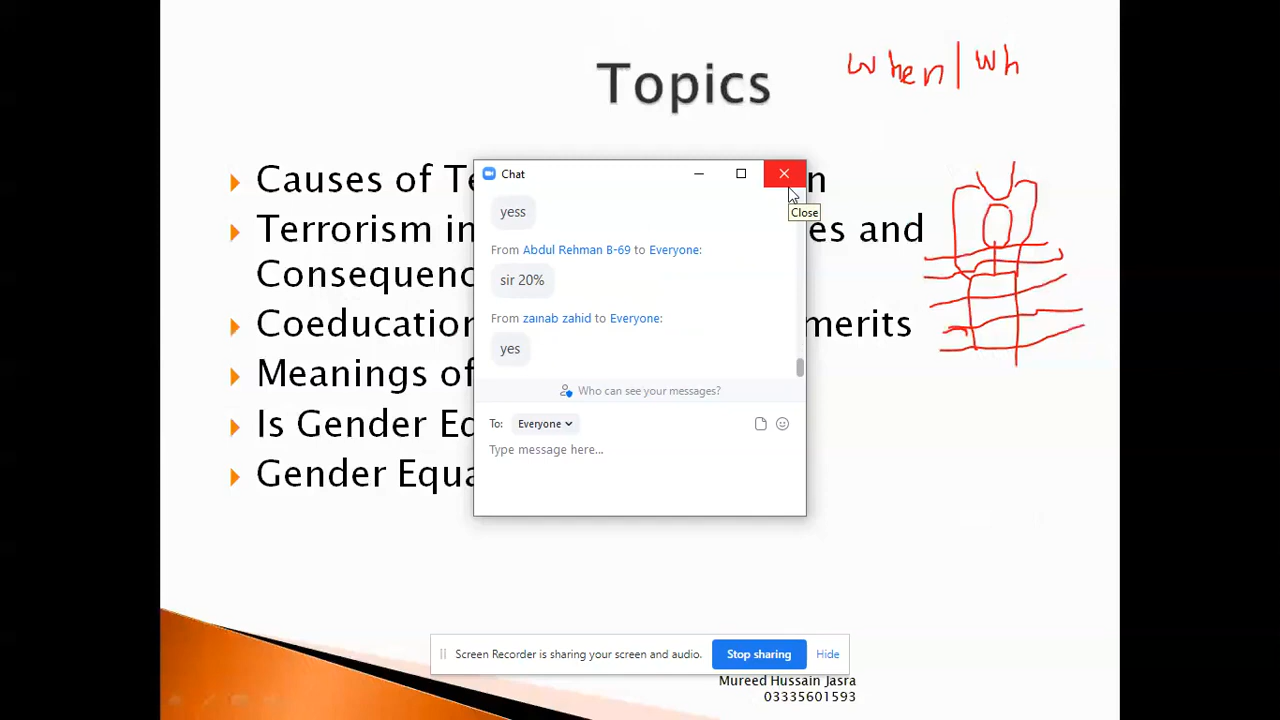 when|wh
Topics
Causes of Te n
Terrorism in es and
Consequenc
Coeducation merits
Meanings of
Is Gender Eq
Gender Equa
Chat
Close
yess
From Abdul Rehman B-69 to Everyone:
sir 20%
From zaınab zahid to Everyone:
yes
Who can see your messages?
To: Everyone
Type message here...
Screen Recorder is sharing your screen and audio. Stop sharing Hide
Mureed Hussain Jasra
03335601593